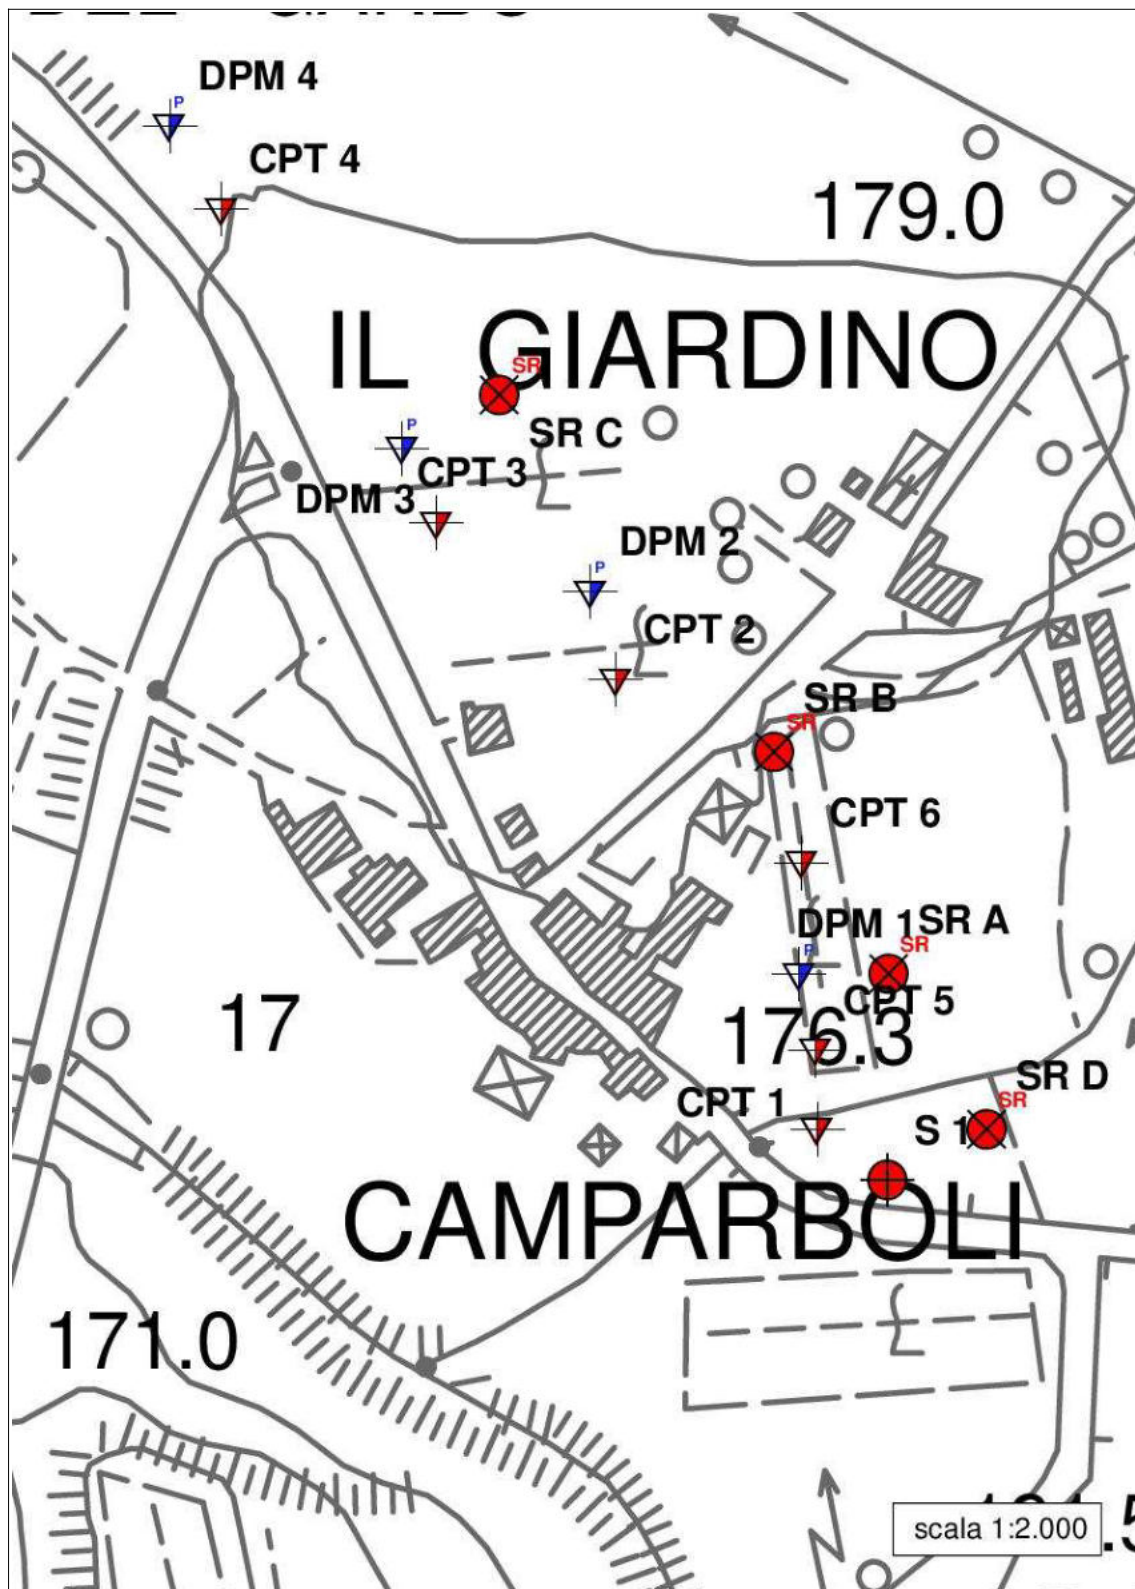 DPM 4
P
CPT 4
179.0
IL GIARDINO
SR
SR C
P
CPT 3
DPM 3
DPM 2
P
CPT 2
SR B
SR
CPT 6
DPM 1
SR A
P
SR
CPT 5
17
176.3
SR D
CPT 1
SR
S 1
CAMPARBOLI
171.0
scala 1:2.000